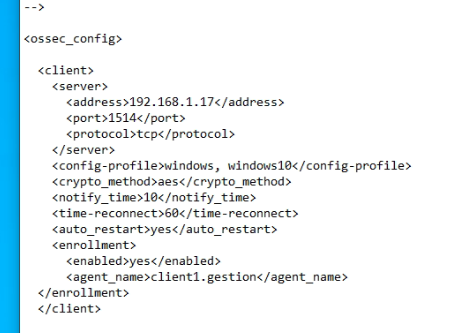 -->
<ossec_config>
<client>
<server>
<address>192.168.1.17</address>
<port>1514</port>
<protocol>tcp</protocol>
</server>
<config-profile>windows, windows10</config-profile>
<crypto_method>aes</crypto_method>
<notify_time>10</notify_time>
<time-reconnect>60</time-reconnect>
<auto_restart>yes</auto_restart>
<enrollment>
<enabled>yes</enabled>
<agent_name>client1.gestion</agent_name>
</enrollment>
</client>